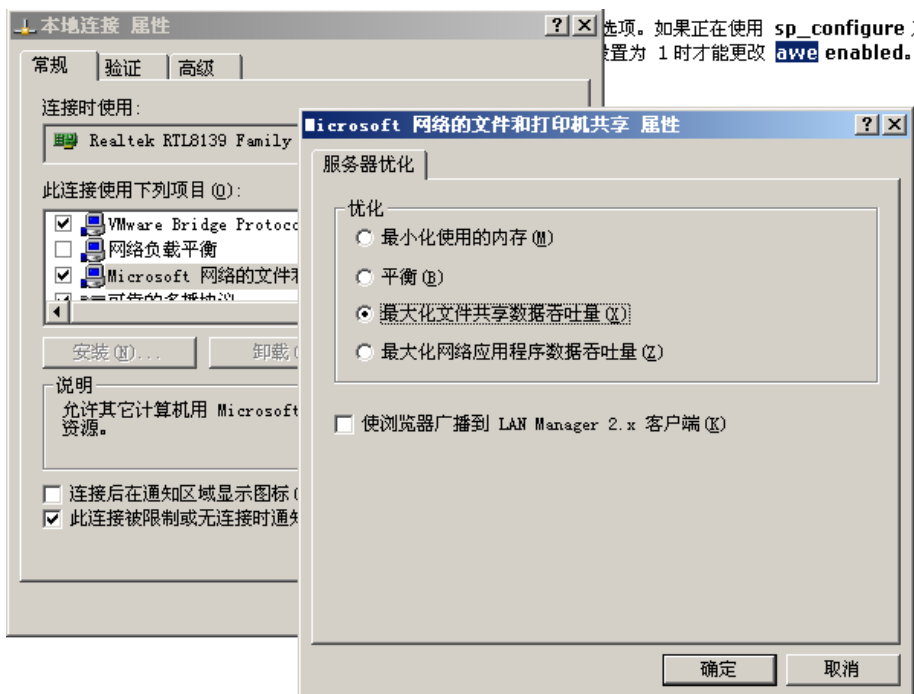 本地连接 属性
选项。如果正在使用 sp_configure
设置为 1 时才能更改 awe enabled。
常规
验证
高级
连接时使用:
Realtek RTL8139 Family
此连接使用下列项目(O):
VMware Bridge Protoco
网络负载平衡
Microsoft 网络的文件和
可靠的多播协议
安装(N)...
卸载(
说明
允许其它计算机用 Microsoft
资源。
连接后在通知区域显示图标(
此连接被限制或无连接时通知
Microsoft 网络的文件和打印机共享 属性
服务器优化
优化
最小化使用的内存(M)
平衡(B)
最大化文件共享数据吞吐量(X)
最大化网络应用程序数据吞吐量(Z)
使浏览器广播到 LAN Manager 2.x 客户端(K)
确定
取消